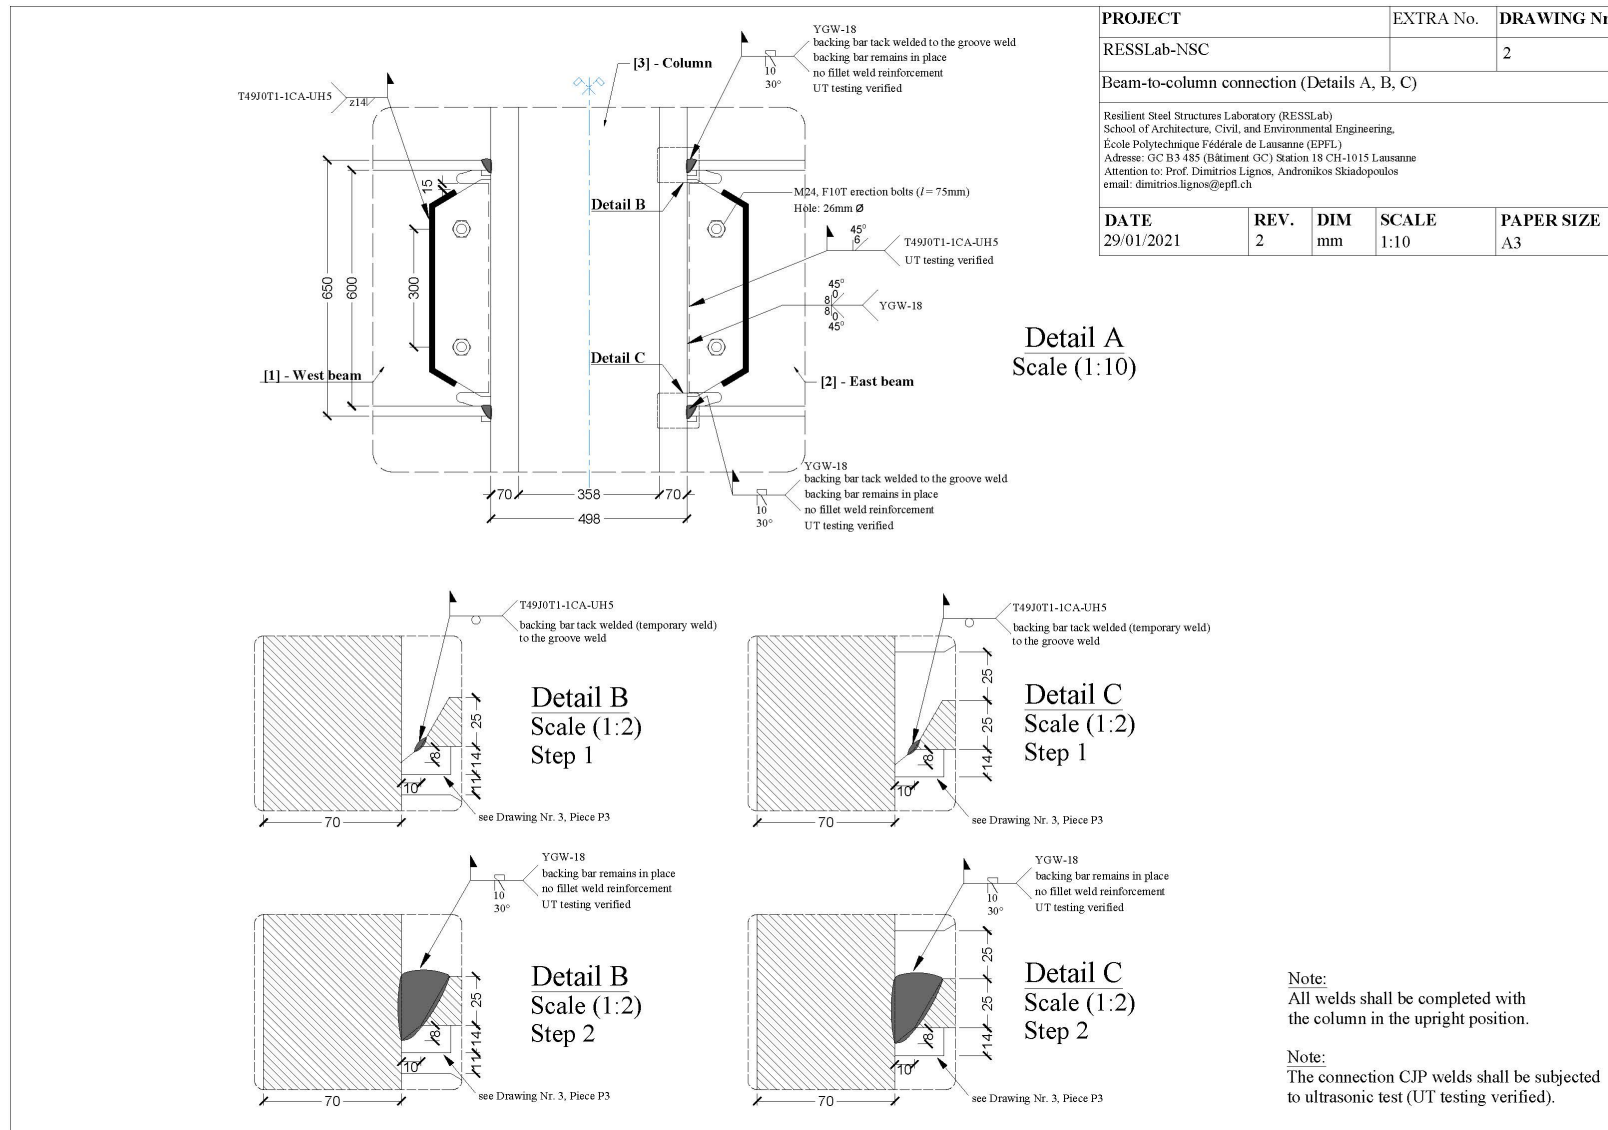 PROJECT
EXTRA No.
DRAWING Nr
RESSLab-NSC
2
Beam-to-column connection (Details A, B, C)
Resilient Steel Structures Laboratory (RESSLab)
School of Architecture, Civil, and Environmental Engineering,
École Polytechnique Fédérale de Lausanne (EPFL)
Adresse: GC B3 485 (Bâtiment GC) Station 18 CH-1015 Lausanne
Attention to: Prof. Dimitrios Lignos, Andronikos Skiadopoulos
email: dimitrios.lignos@epfl.ch
DATE
REV.
DIM
SCALE
PAPER SIZE
29/01/2021
2
mm
1:10
A3
YGW-18
backing bar tack welded to the groove weld
backing bar remains in place
no fillet weld reinforcement
UT testing verified
10
30°
[3] - Column
T49J0T1-1CA-UH5
z14
15
M24, F10T erection bolts (l = 75mm)
Hole: 26mm Ø
Detail B
45°
6
T49J0T1-1CA-UH5
UT testing verified
650
600
300
45°
0
8
8
0
45°
YGW-18
Detail A
Scale (1:10)
Detail C
[1] - West beam
[2] - East beam
YGW-18
backing bar tack welded to the groove weld
backing bar remains in place
no fillet weld reinforcement
UT testing verified
10
30°
70
358
70
498
T49J0T1-1CA-UH5
backing bar tack welded (temporary weld)
to the groove weld
Detail B
Scale (1:2)
Step 1
25
14
11
8
10
70
see Drawing Nr. 3, Piece P3
T49J0T1-1CA-UH5
backing bar tack welded (temporary weld)
to the groove weld
Detail C
Scale (1:2)
Step 1
25
25
14
8
10
70
see Drawing Nr. 3, Piece P3
YGW-18
backing bar remains in place
no fillet weld reinforcement
UT testing verified
10
30°
Detail B
Scale (1:2)
Step 2
25
14
11
8
10
70
see Drawing Nr. 3, Piece P3
YGW-18
backing bar remains in place
no fillet weld reinforcement
UT testing verified
10
30°
Detail C
Scale (1:2)
Step 2
25
25
14
8
10
70
see Drawing Nr. 3, Piece P3
Note:
All welds shall be completed with
the column in the upright position.
Note:
The connection CJP welds shall be subjected
to ultrasonic test (UT testing verified).